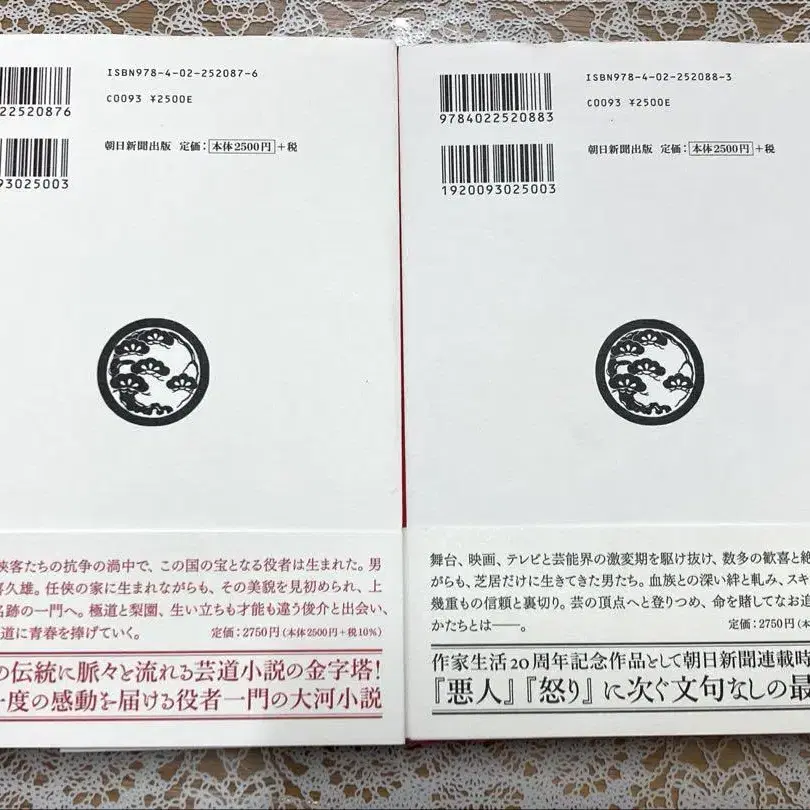 ISBN978-4-02-252087-6
C0093 ¥2500E
22520876
朝日新聞出版 定価：本体2500円＋税
93025003
侠客たちの抗争の渦中で、この国の宝となる役者は生まれた。男
喜久雄。任侠の家に生まれながらも、その美貌を見初められ、上
名跡の一門へ。極道と梨園、生い立ちも才能も違う俊介と出会い、
道に青春を捧げていく。
定価：2750円（本体2500円＋税10%）
の伝統に脈々と流れる芸道小説の金字塔！
一度の感動を届ける役者一門の大河小説
ISBN978-4-02-252088-3
C0093 ¥2500E
9784022520883
朝日新聞出版 定価：本体2500円＋税
1920093025003
舞台、映画、テレビと芸能界の激変期を駆け抜け、数多の歓喜と絶
がらも、芝居だけに生きてきた男たち。血族との深い絆と軋み、スキ
幾重もの信頼と裏切り。芸の頂点へと登りつめ、命を賭してなお追
かたちとは――。
定価：2750円（本
作家生活20周年記念作品として朝日新聞連載時
『悪人』『怒り』に次ぐ文句なしの最